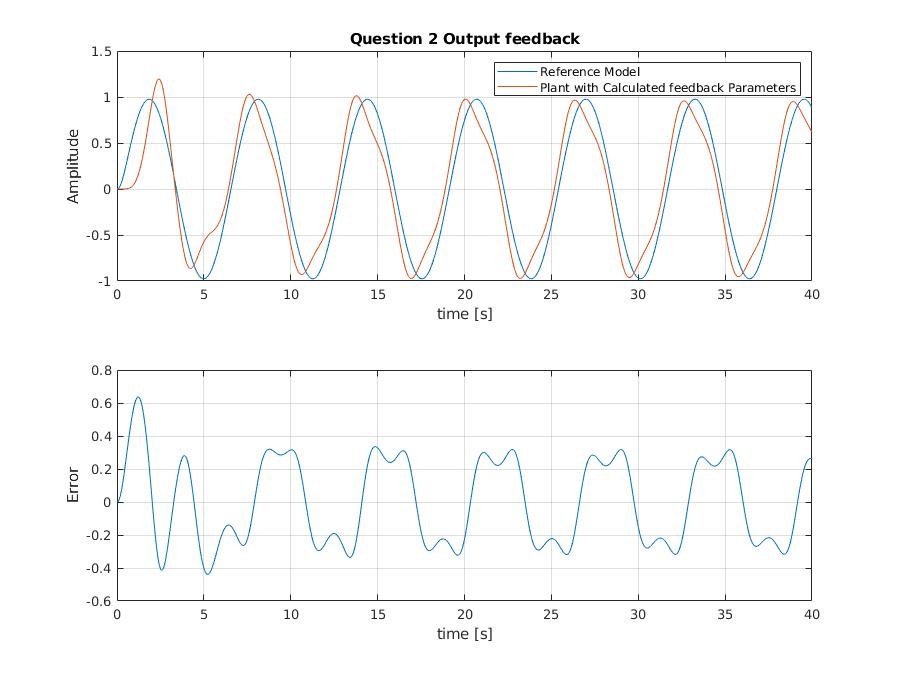 Question 2 Output feedback
Reference Model
Plant with Calculated feedback Parameters
Amplitude
1.5
1
0.5
0
-0.5
-1
0 5 10 15 20 25 30 35 40
time [s]
Error
0.8
0.6
0.4
0.2
0
-0.2
-0.4
-0.6
0 5 10 15 20 25 30 35 40
time [s]